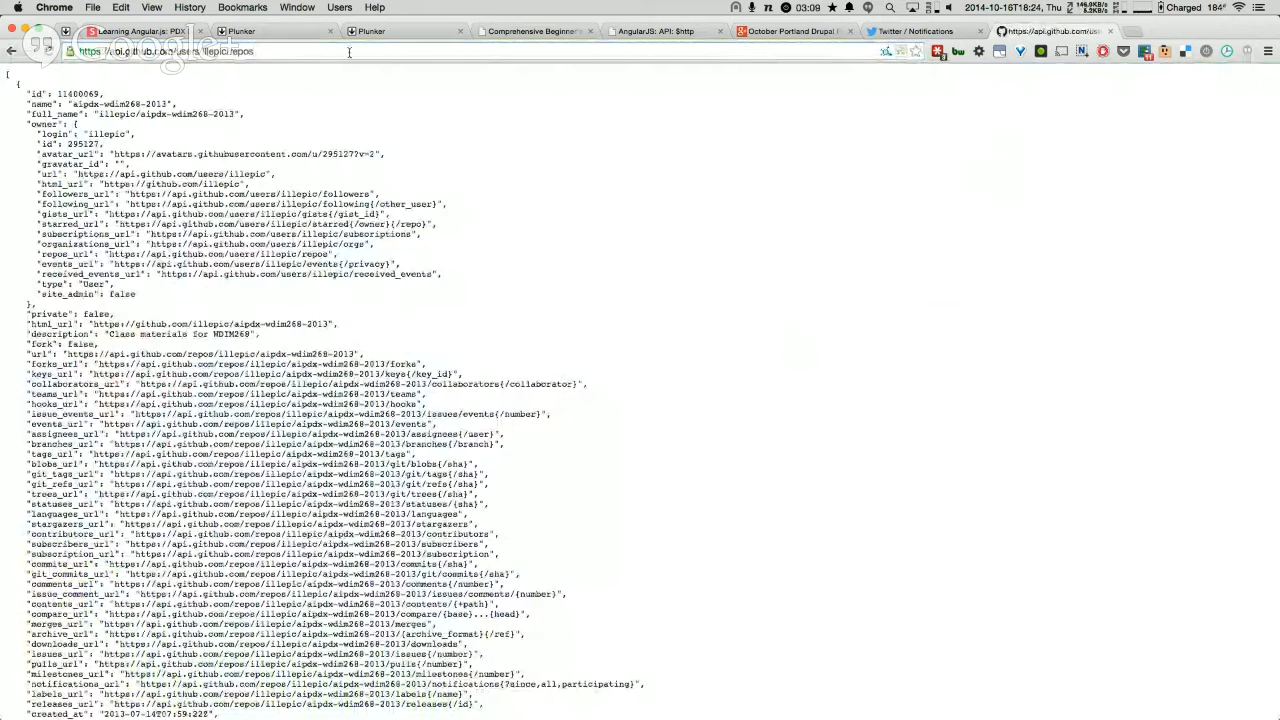 Chrome File Edit View History Bookmarks Window Users Help 03:09 146.9KB/s 5.2KB/s 2014-10-16T18:24, Thu Charged 184°
Learning Angular.js: PDX Plunker Plunker Comprehensive Beginner's AngularJS: API: $http October Portland Drupal Twitter / Notifications https://api.github.com/use
https://api.github.com/users/illepic/repos
Google+
[
{
"id": 11400069,
"name": "aipdx-wdim268-2013",
"full_name": "illepic/aipdx-wdim268-2013",
"owner": {
"login": "illepic",
"id": 295127,
"avatar_url": "https://avatars.githubusercontent.com/u/295127?v=2",
"gravatar_id": "",
"url": "https://api.github.com/users/illepic",
"html_url": "https://github.com/illepic",
"followers_url": "https://api.github.com/users/illepic/followers",
"following_url": "https://api.github.com/users/illepic/following{/other_user}",
"gists_url": "https://api.github.com/users/illepic/gists{/gist_id}",
"starred_url": "https://api.github.com/users/illepic/starred{/owner}{/repo}",
"subscriptions_url": "https://api.github.com/users/illepic/subscriptions",
"organizations_url": "https://api.github.com/users/illepic/orgs",
"repos_url": "https://api.github.com/users/illepic/repos",
"events_url": "https://api.github.com/users/illepic/events{/privacy}",
"received_events_url": "https://api.github.com/users/illepic/received_events",
"type": "User",
"site_admin": false
},
"private": false,
"html_url": "https://github.com/illepic/aipdx-wdim268-2013",
"description": "Class materials for WDIM268",
"fork": false,
"url": "https://api.github.com/repos/illepic/aipdx-wdim268-2013",
"forks_url": "https://api.github.com/repos/illepic/aipdx-wdim268-2013/forks",
"keys_url": "https://api.github.com/repos/illepic/aipdx-wdim268-2013/keys{/key_id}",
"collaborators_url": "https://api.github.com/repos/illepic/aipdx-wdim268-2013/collaborators{/collaborator}",
"teams_url": "https://api.github.com/repos/illepic/aipdx-wdim268-2013/teams",
"hooks_url": "https://api.github.com/repos/illepic/aipdx-wdim268-2013/hooks",
"issue_events_url": "https://api.github.com/repos/illepic/aipdx-wdim268-2013/issues/events{/number}",
"events_url": "https://api.github.com/repos/illepic/aipdx-wdim268-2013/events",
"assignees_url": "https://api.github.com/repos/illepic/aipdx-wdim268-2013/assignees{/user}",
"branches_url": "https://api.github.com/repos/illepic/aipdx-wdim268-2013/branches{/branch}",
"tags_url": "https://api.github.com/repos/illepic/aipdx-wdim268-2013/tags",
"blobs_url": "https://api.github.com/repos/illepic/aipdx-wdim268-2013/git/blobs{/sha}",
"git_tags_url": "https://api.github.com/repos/illepic/aipdx-wdim268-2013/git/tags{/sha}",
"git_refs_url": "https://api.github.com/repos/illepic/aipdx-wdim268-2013/git/refs{/sha}",
"trees_url": "https://api.github.com/repos/illepic/aipdx-wdim268-2013/git/trees{/sha}",
"statuses_url": "https://api.github.com/repos/illepic/aipdx-wdim268-2013/statuses/{sha}",
"languages_url": "https://api.github.com/repos/illepic/aipdx-wdim268-2013/languages",
"stargazers_url": "https://api.github.com/repos/illepic/aipdx-wdim268-2013/stargazers",
"contributors_url": "https://api.github.com/repos/illepic/aipdx-wdim268-2013/contributors",
"subscribers_url": "https://api.github.com/repos/illepic/aipdx-wdim268-2013/subscribers",
"subscription_url": "https://api.github.com/repos/illepic/aipdx-wdim268-2013/subscription",
"commits_url": "https://api.github.com/repos/illepic/aipdx-wdim268-2013/commits{/sha}",
"git_commits_url": "https://api.github.com/repos/illepic/aipdx-wdim268-2013/git/commits{/sha}",
"comments_url": "https://api.github.com/repos/illepic/aipdx-wdim268-2013/comments{/number}",
"issue_comment_url": "https://api.github.com/repos/illepic/aipdx-wdim268-2013/issues/comments/{number}",
"contents_url": "https://api.github.com/repos/illepic/aipdx-wdim268-2013/contents/{+path}",
"compare_url": "https://api.github.com/repos/illepic/aipdx-wdim268-2013/compare/{base}...{head}",
"merges_url": "https://api.github.com/repos/illepic/aipdx-wdim268-2013/merges",
"archive_url": "https://api.github.com/repos/illepic/aipdx-wdim268-2013/{archive_format}{/ref}",
"downloads_url": "https://api.github.com/repos/illepic/aipdx-wdim268-2013/downloads",
"issues_url": "https://api.github.com/repos/illepic/aipdx-wdim268-2013/issues{/number}",
"pulls_url": "https://api.github.com/repos/illepic/aipdx-wdim268-2013/pulls{/number}",
"milestones_url": "https://api.github.com/repos/illepic/aipdx-wdim268-2013/milestones{/number}",
"notifications_url": "https://api.github.com/repos/illepic/aipdx-wdim268-2013/notifications{?since,all,participating}",
"labels_url": "https://api.github.com/repos/illepic/aipdx-wdim268-2013/labels{/name}",
"releases_url": "https://api.github.com/repos/illepic/aipdx-wdim268-2013/releases{/id}",
"created_at": "2013-07-14T07:59:22Z",